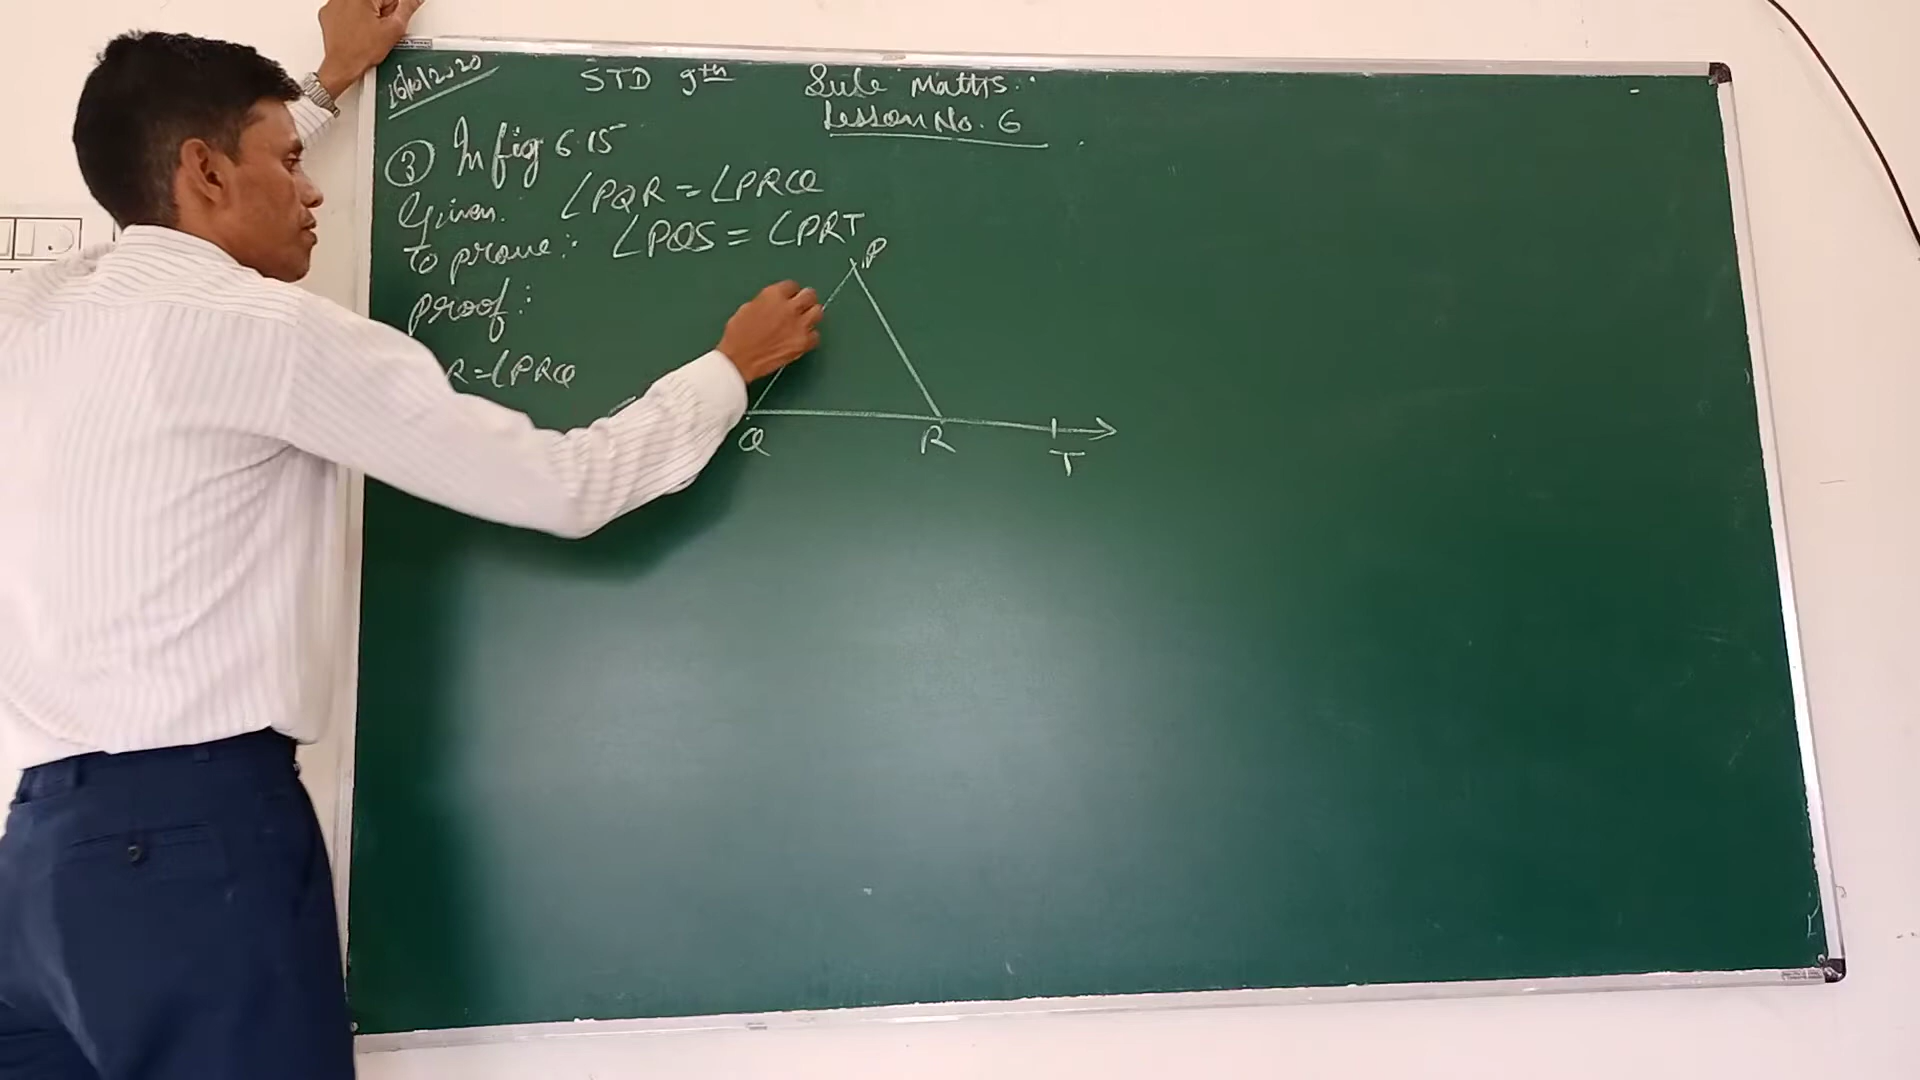 16/10/2020
STD 9th
Sub: Maths.
Lesson No. 6
③ In fig 6.15
Given. ∠PQR = ∠PRQ
To prove: ∠PQS = ∠PRT
Proof:
R = ∠PRQ
P
Q
R
T